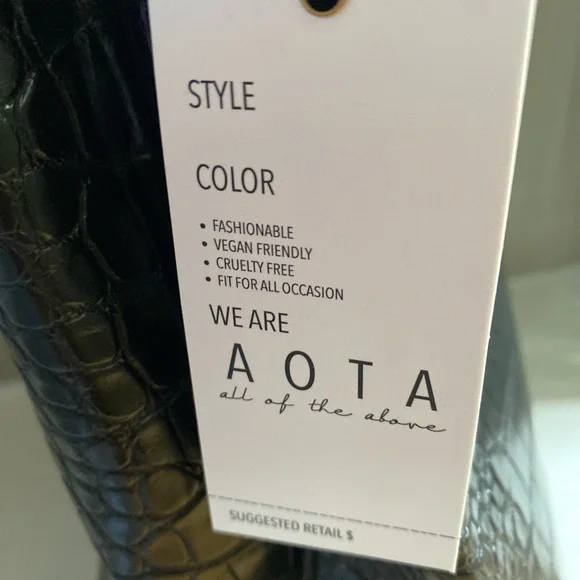 STYLE
COLOR
• FASHIONABLE
• VEGAN FRIENDLY
• CRUELTY FREE
• FIT FOR ALL OCCASION
WE ARE
AOTA
all of the above
SUGGESTED RETAIL $